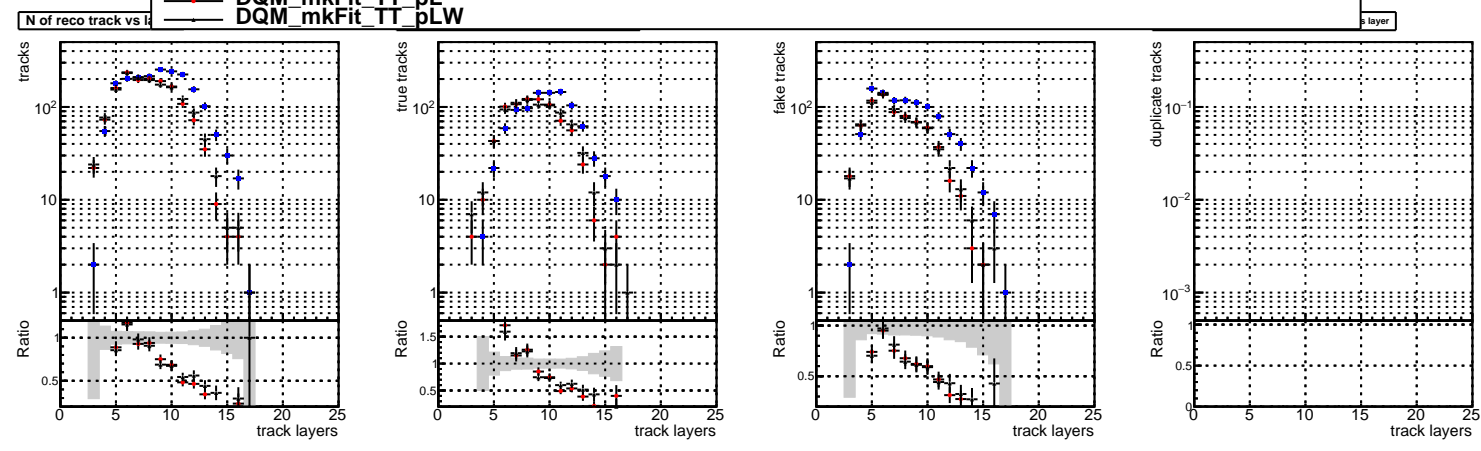 DQM_mkFit_TT_pL
DQM_mkFit_TT_pLW
N of reco track vs la
s layer
tracks
10²
10
1
Ratio
1
0.5
0 5 10 15 20 25
track layers
true tracks
10²
10
1
Ratio
1.5
1
0.5
0 5 10 15 20 25
track layers
fake tracks
10²
10
1
Ratio
1
0.5
0 5 10 15 20 25
track layers
duplicate tracks
10⁻¹
10⁻²
10⁻³
Ratio
1
0.5
0
0 5 10 15 20 25
track layers